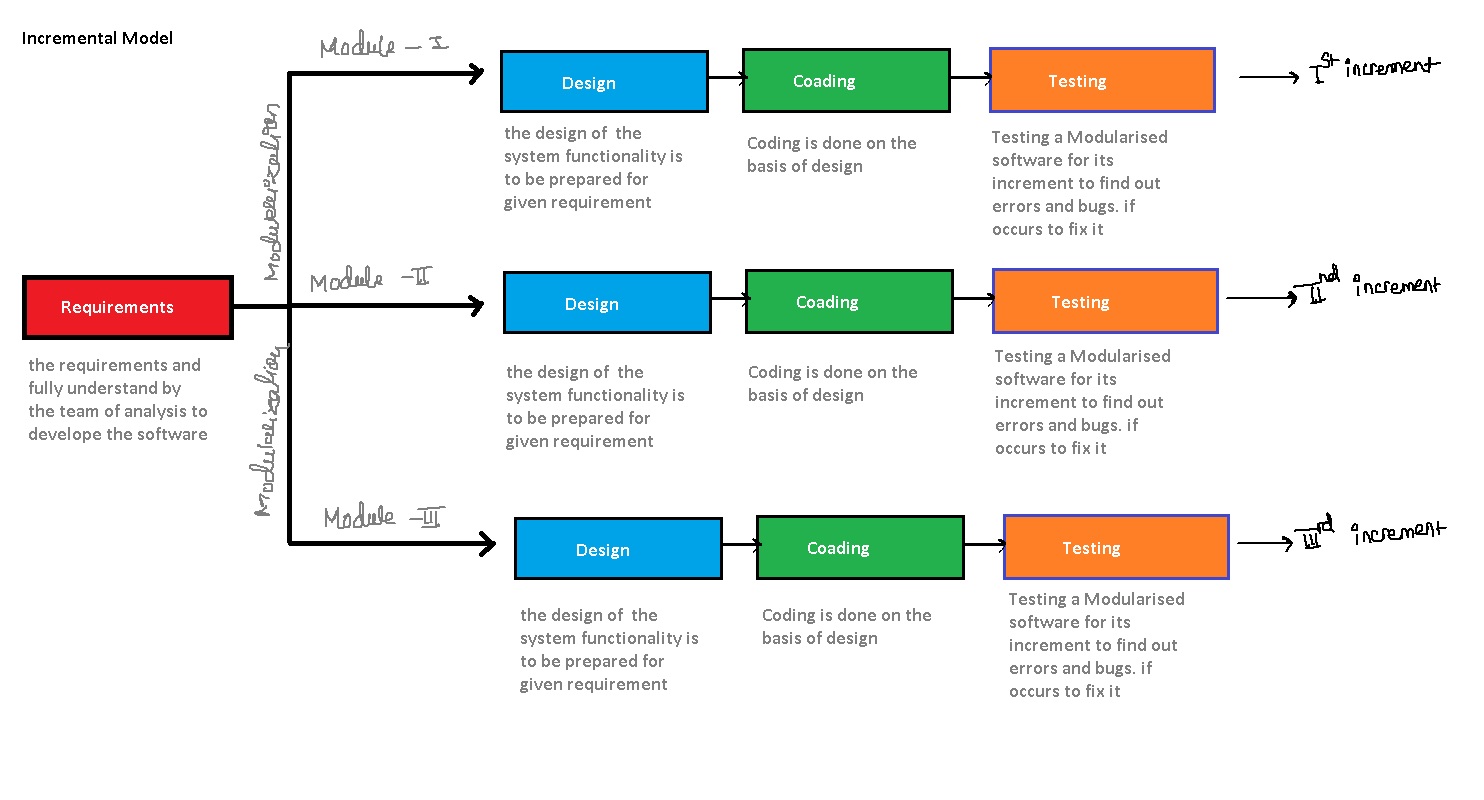 Incremental Model
Module - I
Design
Coading
Testing
Ist increment
the design of the
system functionality is
to be prepared for
given requirement
Coding is done on the
basis of design
Testing a Modularised
software for its
increment to find out
errors and bugs. if
occurs to fix it
Requirements
the requirements and
fully understand by
the team of analysis to
develope the software
Module - II
Design
Coading
Testing
IInd increment
the design of the
system functionality is
to be prepared for
given requirement
Coding is done on the
basis of design
Testing a Modularised
software for its
increment to find out
errors and bugs. if
occurs to fix it
Module - III
Design
Coading
Testing
IIIrd increment
the design of the
system functionality is
to be prepared for
given requirement
Coding is done on the
basis of design
Testing a Modularised
software for its
increment to find out
errors and bugs. if
occurs to fix it